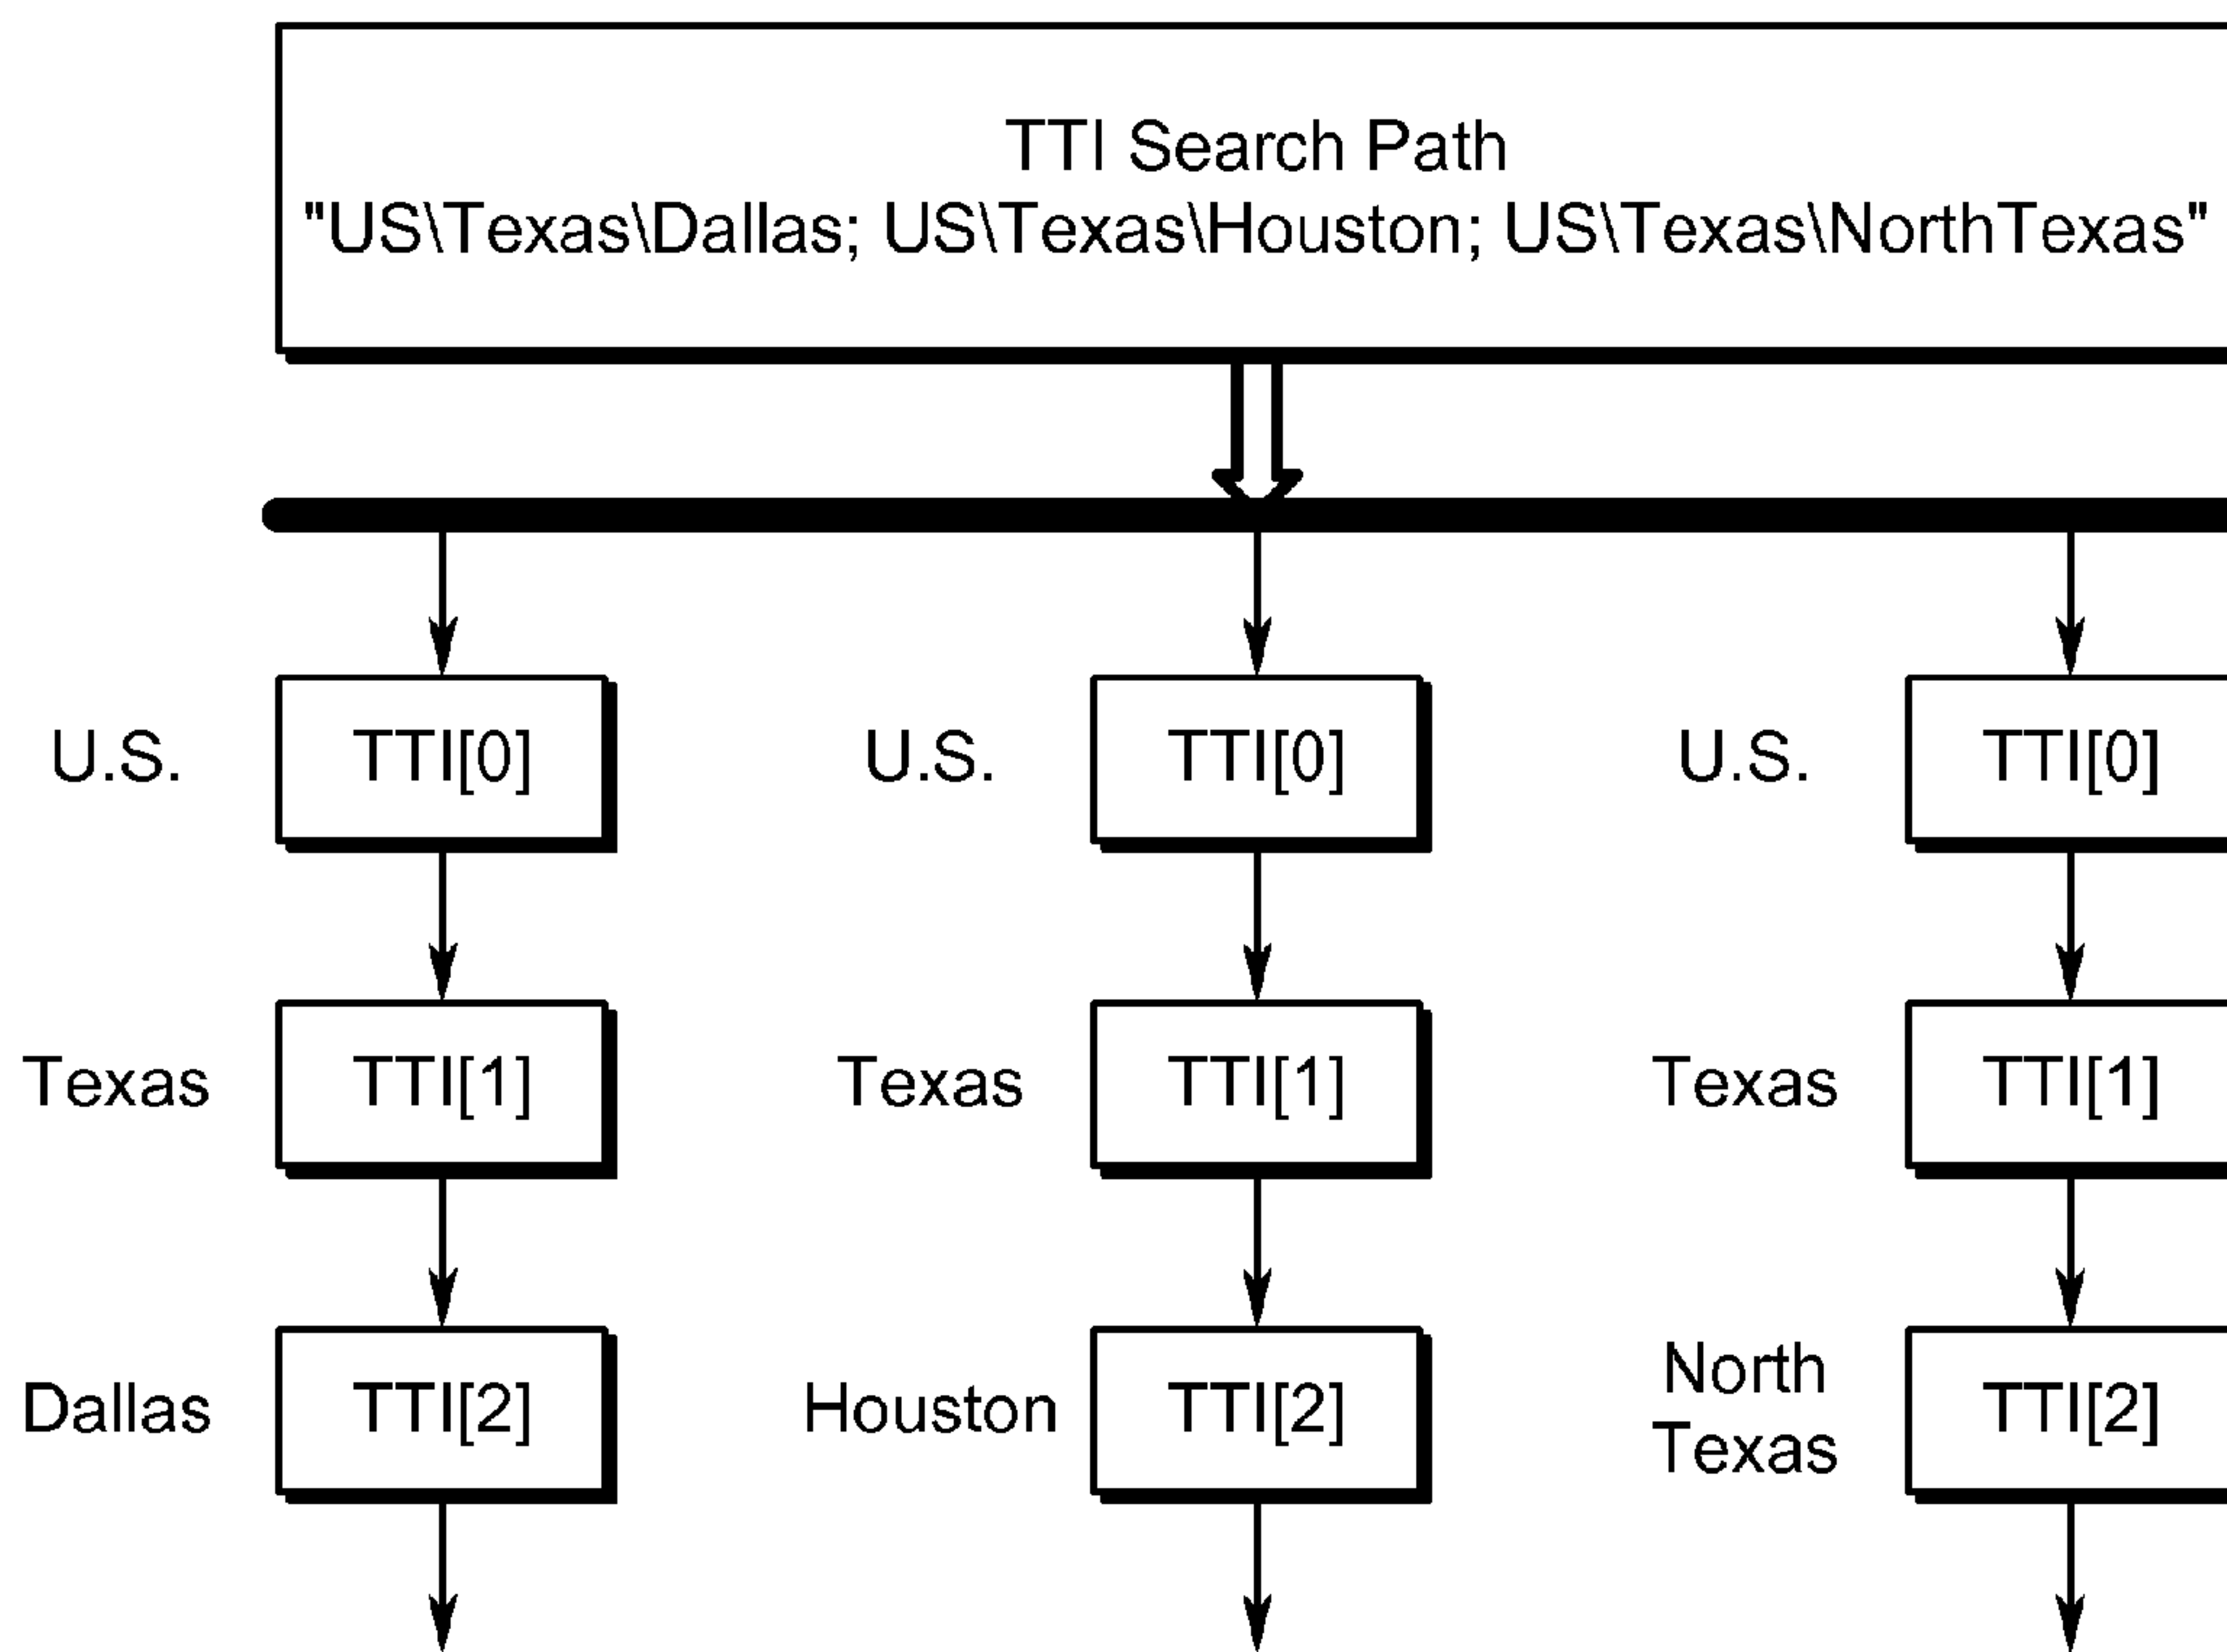 TTI Search Path
"US\Texas\Dallas; US\Texas\Houston; US\Texas\NorthTexas"
U.S. TTI[0] U.S. TTI[0] U.S. TTI[0]
Texas TTI[1] Texas TTI[1] Texas TTI[1]
Dallas TTI[2] Houston TTI[2] North
Texas TTI[2]